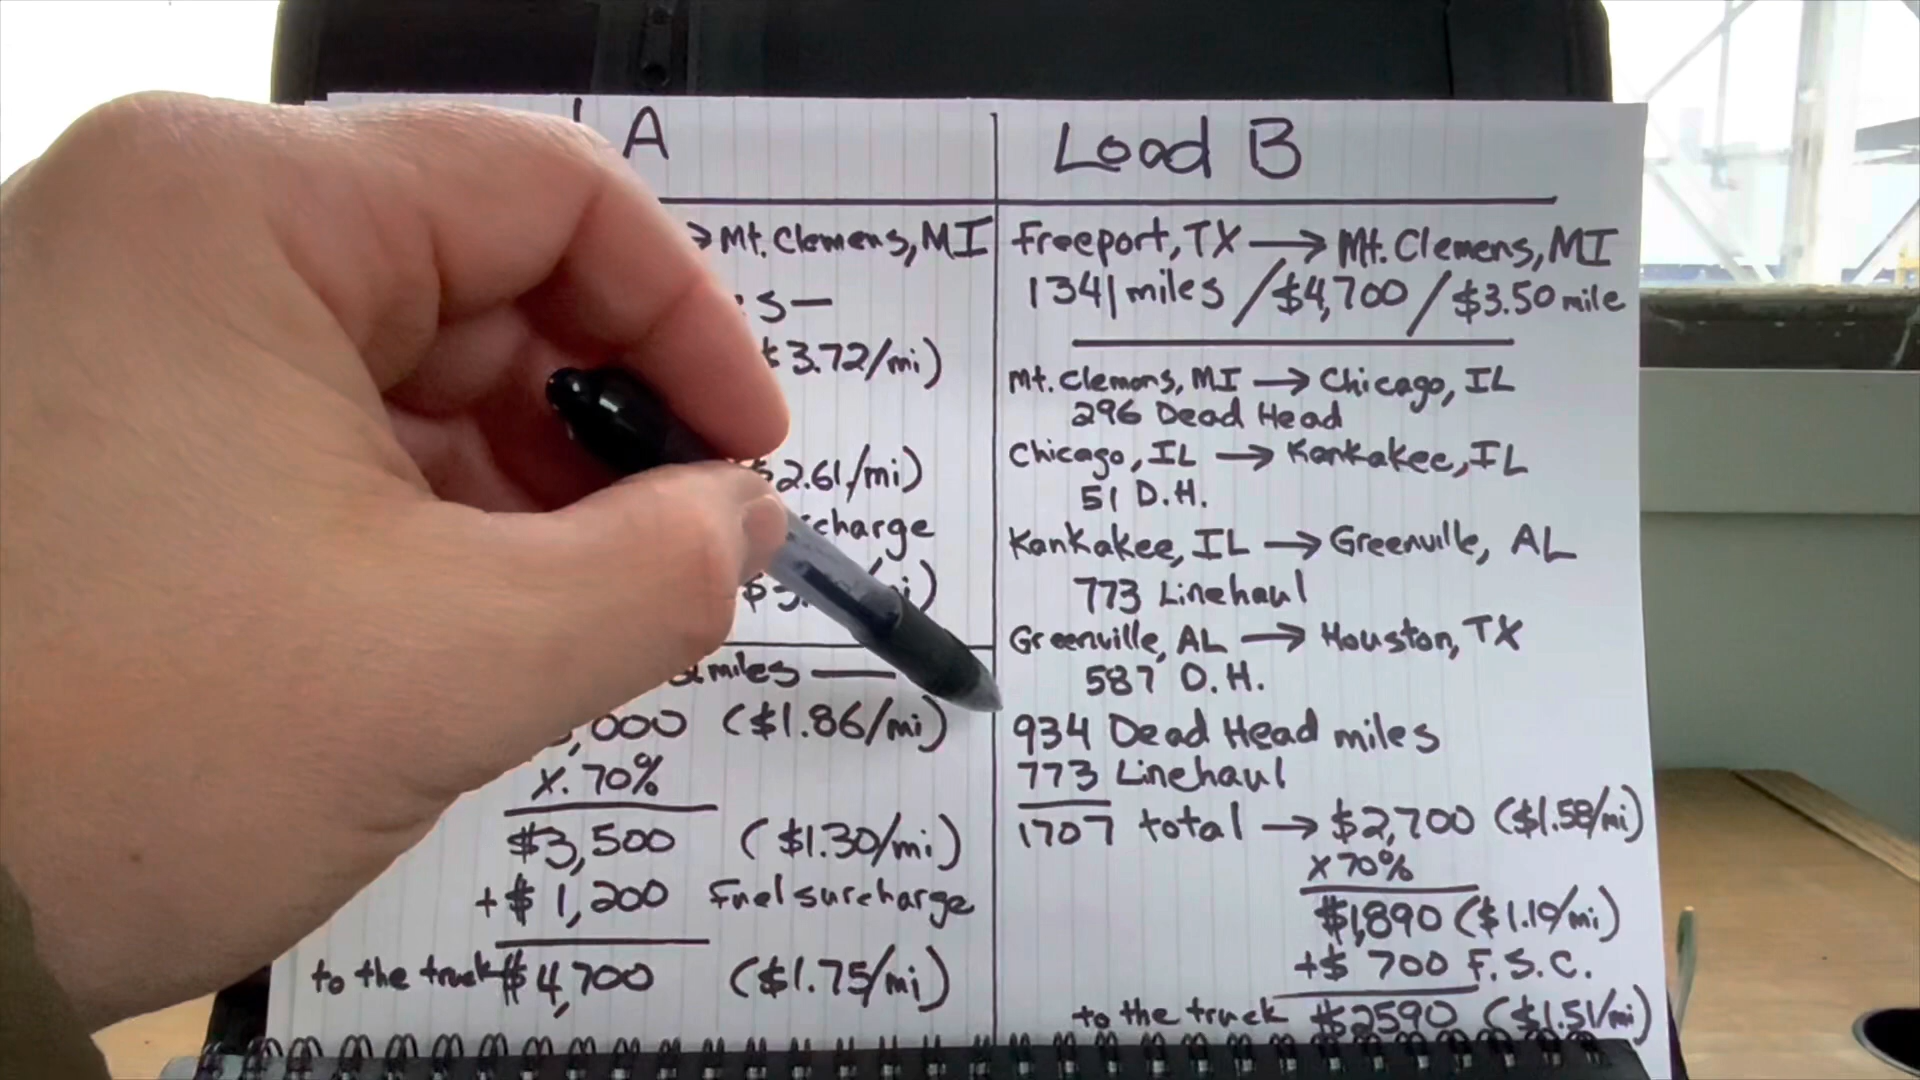 A
→ Mt. Clemens, MI
s —
$3.72/mi)
$2.61/mi)
charge
miles —
,000 ($1.86/mi)
x .70%
$3,500 ($1.30/mi)
+ $1,200 Fuel surcharge
to the truck $4,700 ($1.75/mi)
Load B
Freeport, TX → Mt. Clemens, MI
1341 miles / $4,700 / $3.50 mile
Mt. Clemens, MI → Chicago, IL
296 Dead Head
Chicago, IL → Kankakee, IL
51 D.H.
Kankakee, IL → Greenville, AL
773 Linehaul
Greenville, AL → Houston, TX
587 D.H.
934 Dead Head miles
773 Linehaul
1707 total → $2,700 ($1.58/mi)
x 70%
$1,890 ($1.10/mi)
+ $ 700 F.S.C.
to the truck $2590 ($1.51/mi)